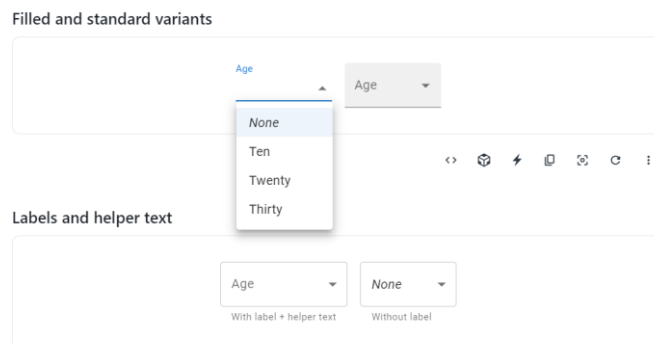 Filled and standard variants
Age
Age
None
Ten
Twenty
Thirty
Labels and helper text
Age
None
With label + helper text
Without label